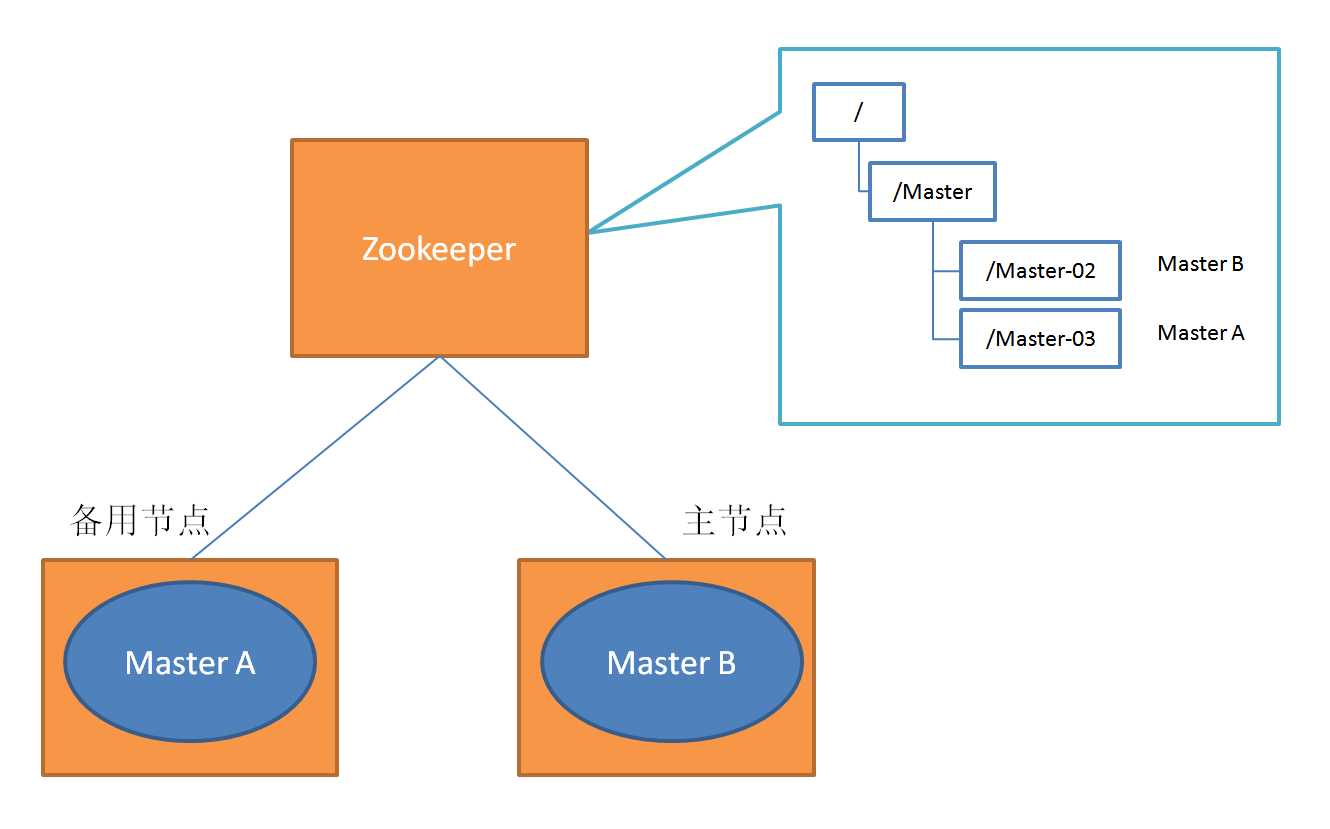 /
/Master
Zookeeper
/Master-02
Master B
/Master-03
Master A
备用节点
主节点
Master A
Master B